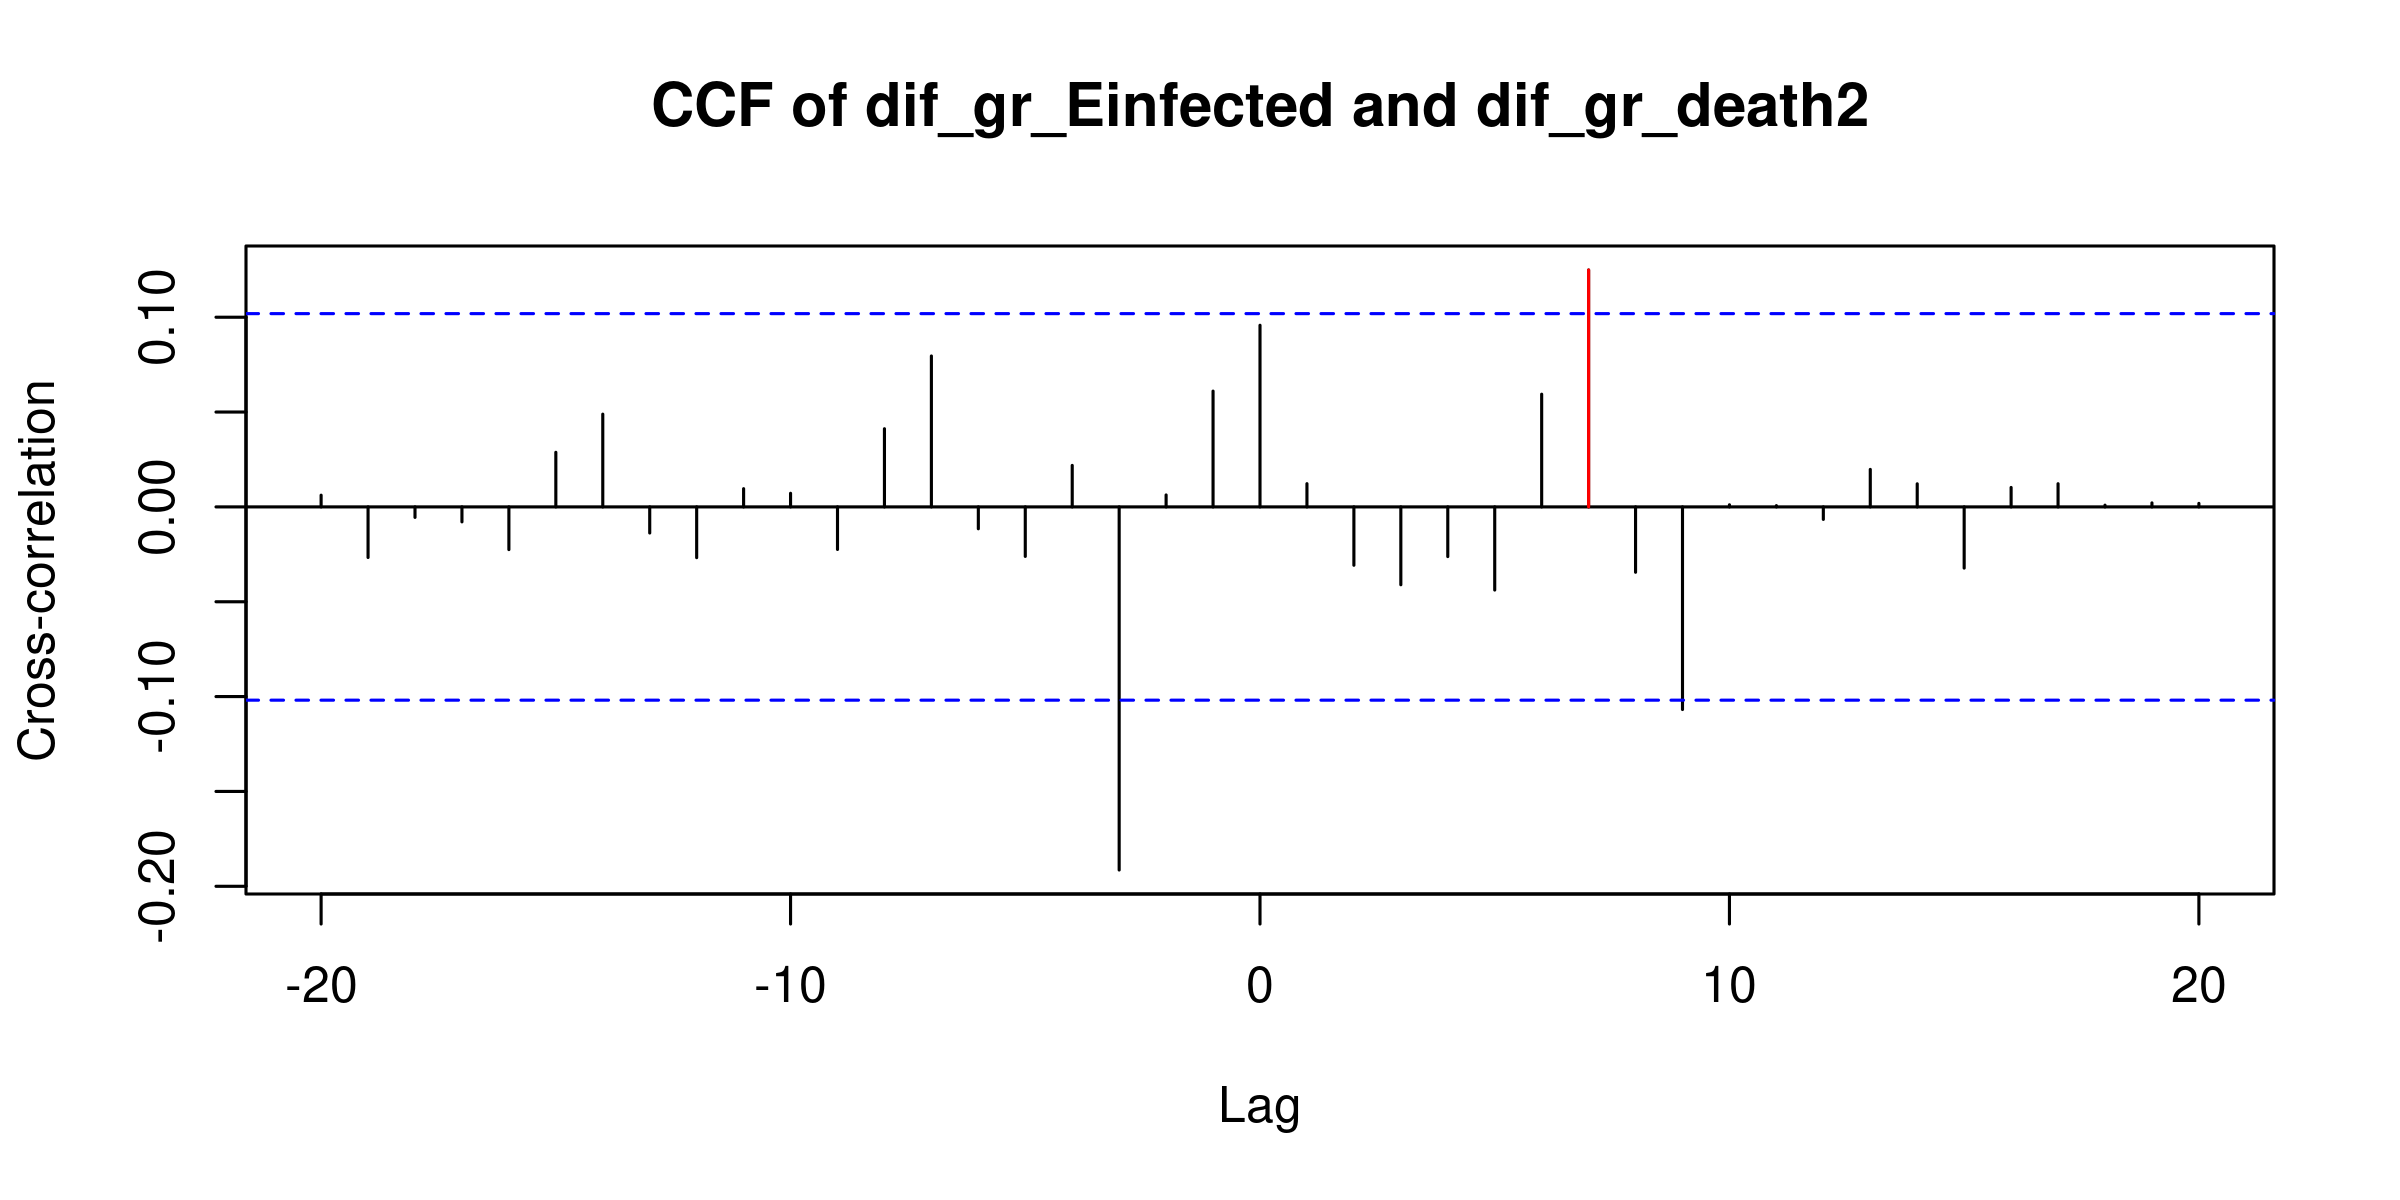 CCF of dif_gr_Einfected and dif_gr_death2
Cross-correlation
0.10
0.00
-0.10
-0.20
-20 -10 0 10 20
Lag